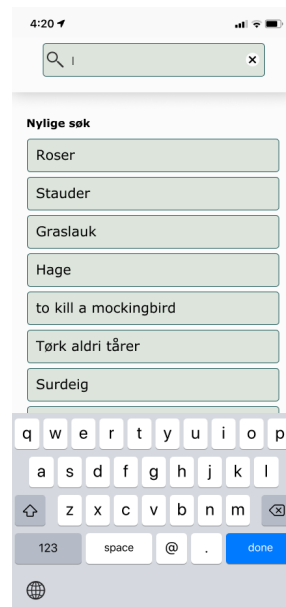 4:20
Nylige søk
Roser
Stauder
Graslauk
Hage
to kill a mockingbird
Tørk aldri tårer
Surdeig
q w e r t y u i o p
a s d f g h j k l
z x c v b n m
123 space @ . done